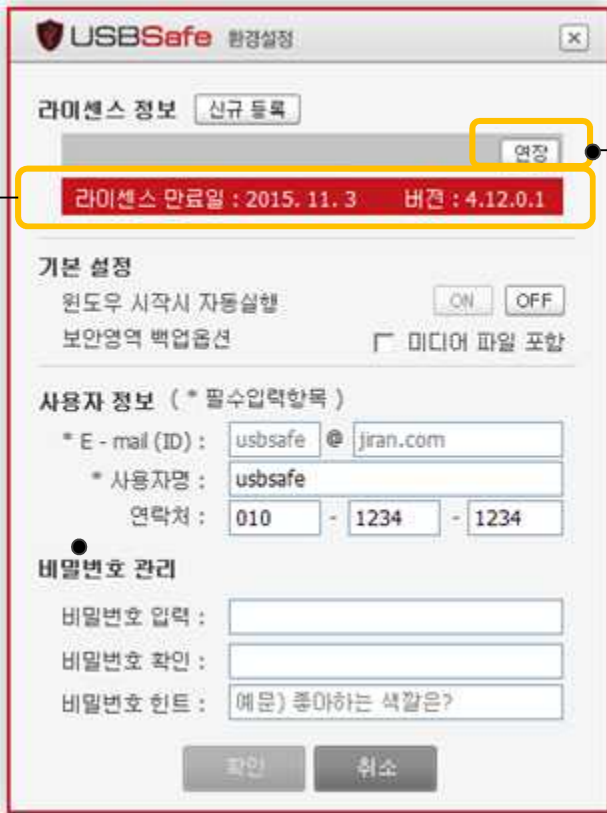 USBSafe 환경설정
라이센스 정보 신규 등록
연장
라이센스 만료일 : 2015. 11. 3 버젼 : 4.12.0.1
기본 설정
윈도우 시작시 자동실행 ON OFF
보안영역 백업옵션 미디어 파일 포함
사용자 정보 ( * 필수입력항목 )
* E - mail (ID) : usbsafe @ jiran.com
* 사용자명 : usbsafe
연락처 : 010 - 1234 - 1234
비밀번호 관리
비밀번호 입력 :
비밀번호 확인 :
비밀번호 힌트 : 예문) 좋아하는 색깔은?
확인 취소